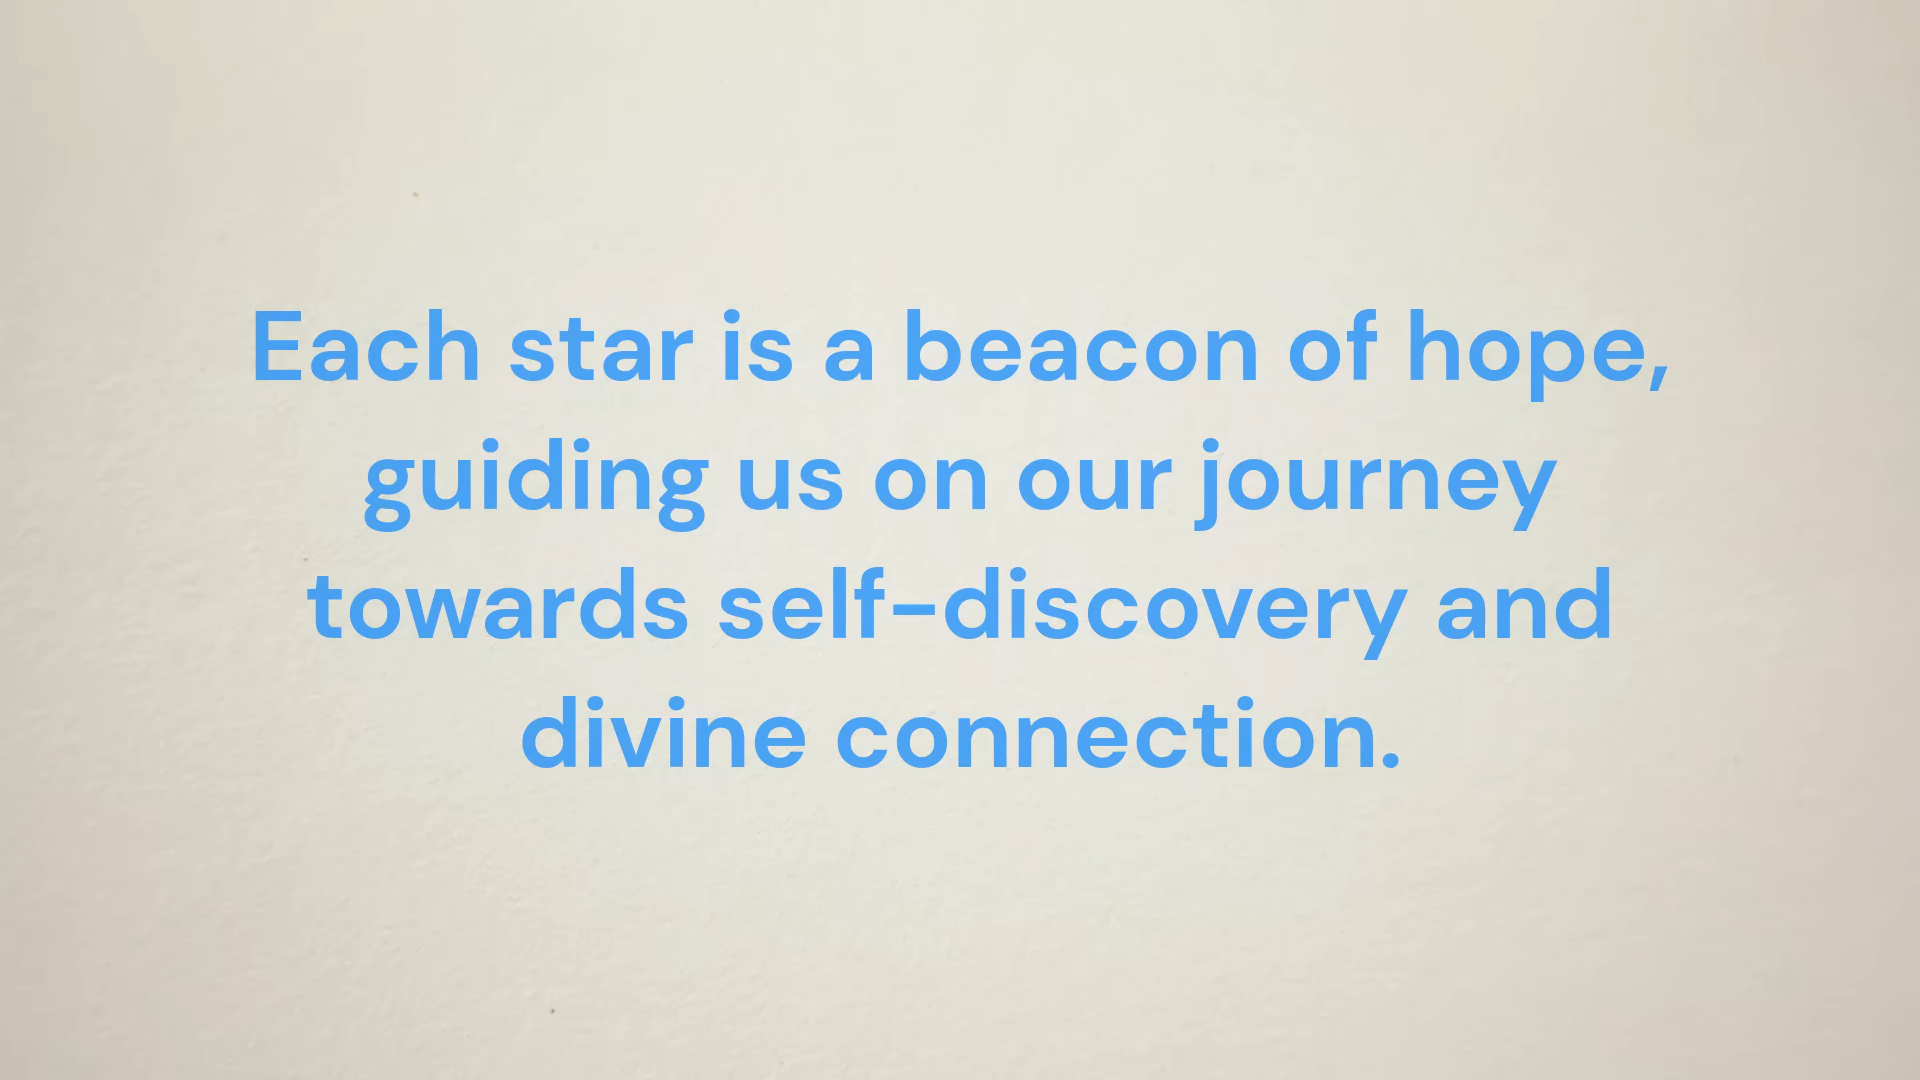 Each star is a beacon of hope,
guiding us on our journey
towards self-discovery and
divine connection.